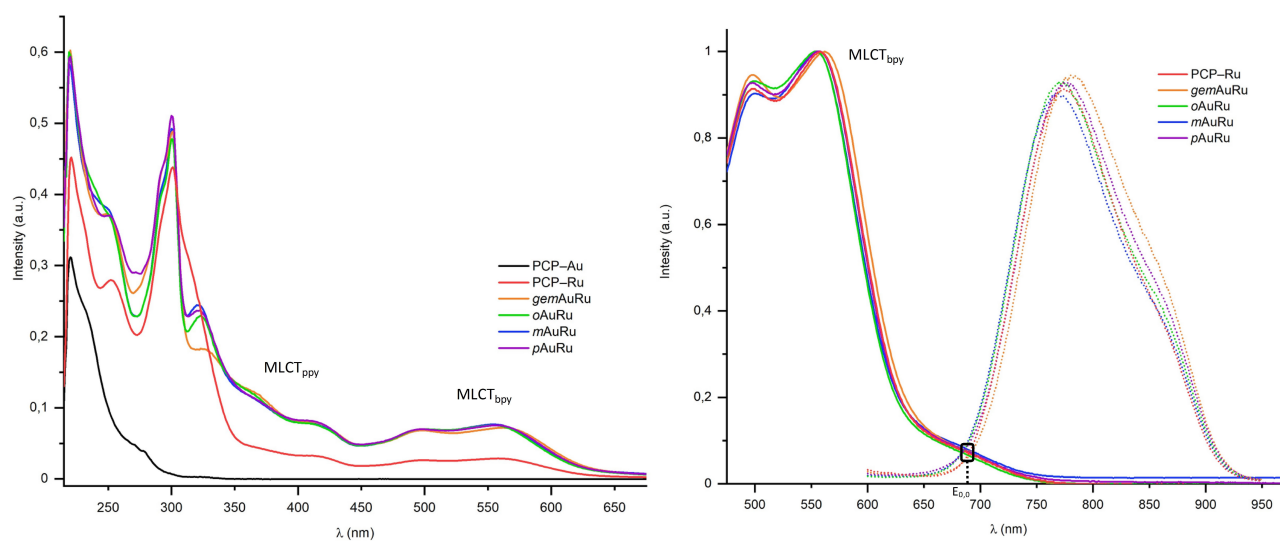 0,6
0,5
0,4
0,3
0,2
0,1
0
Intensity (a.u.)
250 300 350 400 450 500 550 600 650
λ (nm)
MLCTppy
MLCTbpy
PCP–Au
PCP–Ru
gemAuRu
oAuRu
mAuRu
pAuRu
1
0,8
0,6
0,4
0,2
0
Intesity (a.u.)
500 550 600 650 700 750 800 850 900 950
λ (nm)
MLCTbpy
E0,0
PCP–Ru
gemAuRu
oAuRu
mAuRu
pAuRu